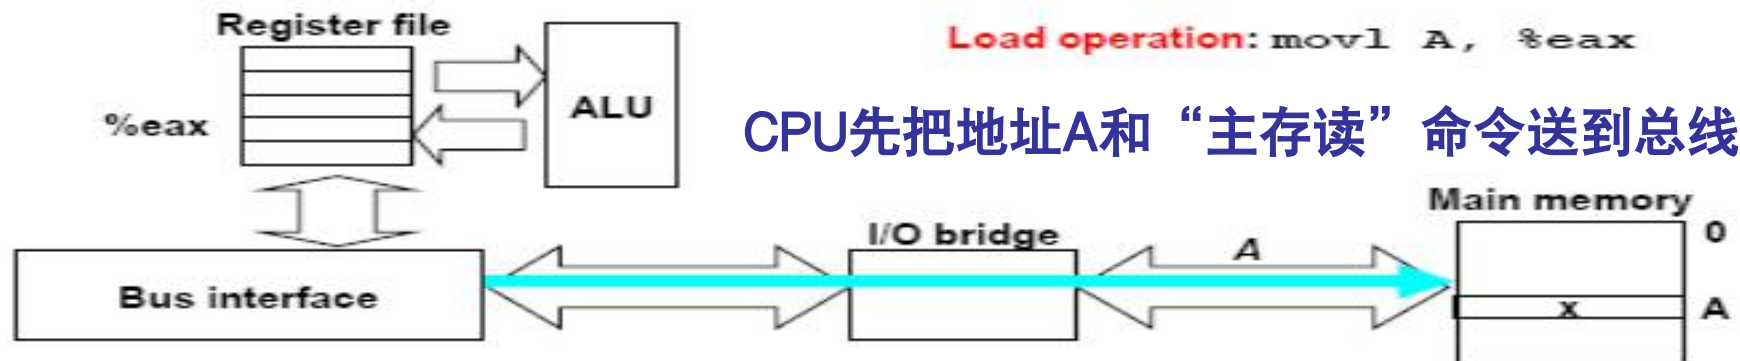 Register file
Load operation: movl A, %eax
ALU
%eax
CPU先把地址A和“主存读”命令送到总线
Main memory
0
I/O bridge
A
Bus interface
x
A